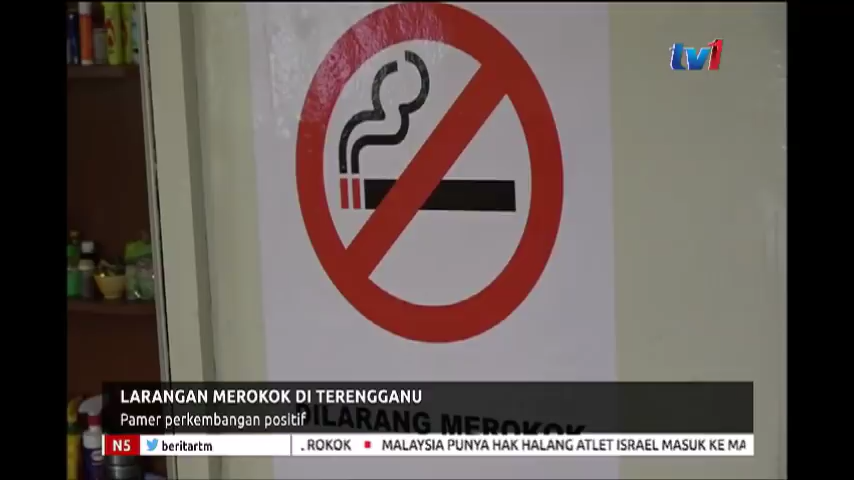 tv1
LARANGAN MEROKOK DI TERENGGANU
Pamer perkembangan positif
DILARANG MEROKOK
N5 beritartm ROKOK MALAYSIA PUNYA HAK HALANG ATLET ISRAEL MASUK KE MA